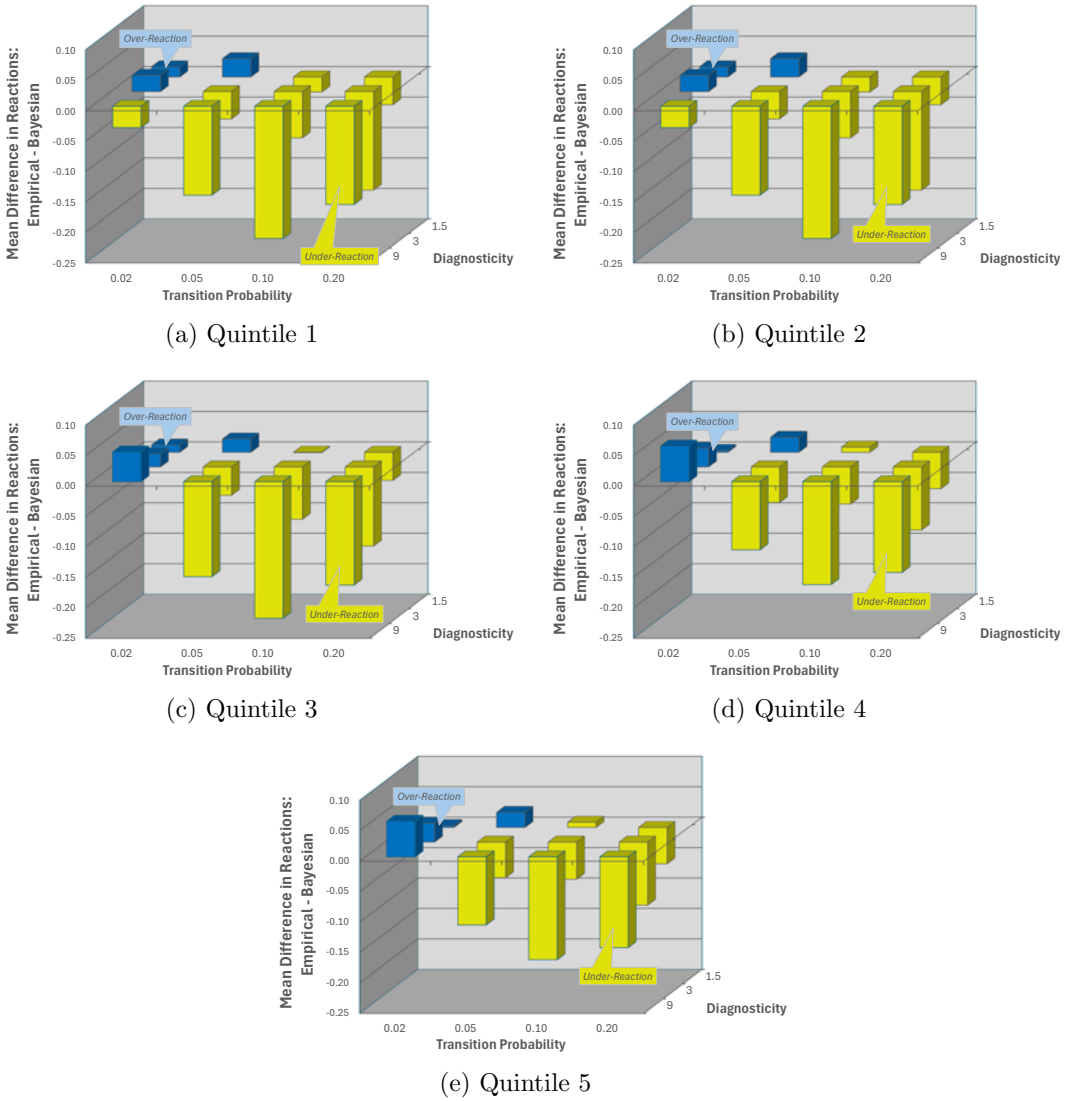 Mean Difference in Reactions:
Empirical - Bayesian
0.10
0.05
0.00
-0.05
-0.10
-0.15
-0.20
-0.25
Over-Reaction
Under-Reaction
1.5
3
9
Diagnosticity
0.02 0.05 0.10 0.20
Transition Probability
(a) Quintile 1
Mean Difference in Reactions:
Empirical - Bayesian
0.10
0.05
0.00
-0.05
-0.10
-0.15
-0.20
-0.25
Over-Reaction
Under-Reaction
1.5
3
9
Diagnosticity
0.02 0.05 0.10 0.20
Transition Probability
(b) Quintile 2
Mean Difference in Reactions:
Empirical - Bayesian
0.10
0.05
0.00
-0.05
-0.10
-0.15
-0.20
-0.25
Over-Reaction
Under-Reaction
1.5
3
9
Diagnosticity
0.02 0.05 0.10 0.20
Transition Probability
(c) Quintile 3
Mean Difference in Reactions:
Empirical - Bayesian
0.10
0.05
0.00
-0.05
-0.10
-0.15
-0.20
-0.25
Over-Reaction
Under-Reaction
1.5
3
9
Diagnosticity
0.02 0.05 0.10 0.20
Transition Probability
(d) Quintile 4
Mean Difference in Reactions:
Empirical - Bayesian
0.10
0.05
0.00
-0.05
-0.10
-0.15
-0.20
-0.25
Over-Reaction
Under-Reaction
1.5
3
9
Diagnosticity
0.02 0.05 0.10 0.20
Transition Probability
(e) Quintile 5